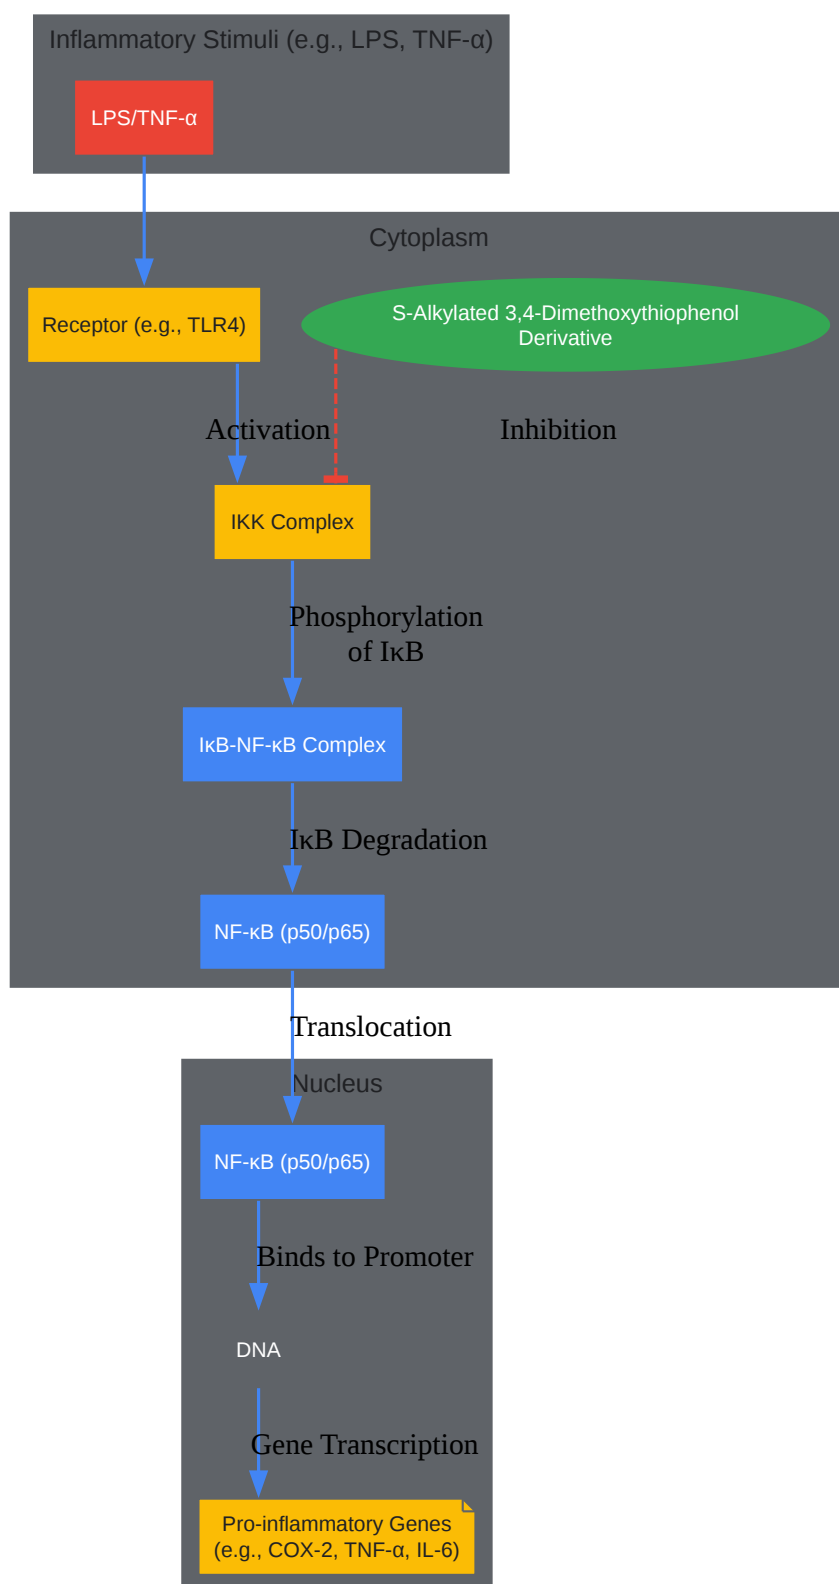 Inflammatory Stimuli (e.g., LPS, TNF-α)
LPS/TNF-α
Cytoplasm
Receptor (e.g., TLR4)
S-Alkylated 3,4-Dimethoxythiophenol
Derivative
Activation
Inhibition
IKK Complex
Phosphorylation
of IκB
IκB-NF-κB Complex
IκB Degradation
NF-κB (p50/p65)
Translocation
Nucleus
NF-κB (p50/p65)
Binds to Promoter
DNA
Gene Transcription
Pro-inflammatory Genes
(e.g., COX-2, TNF-α, IL-6)